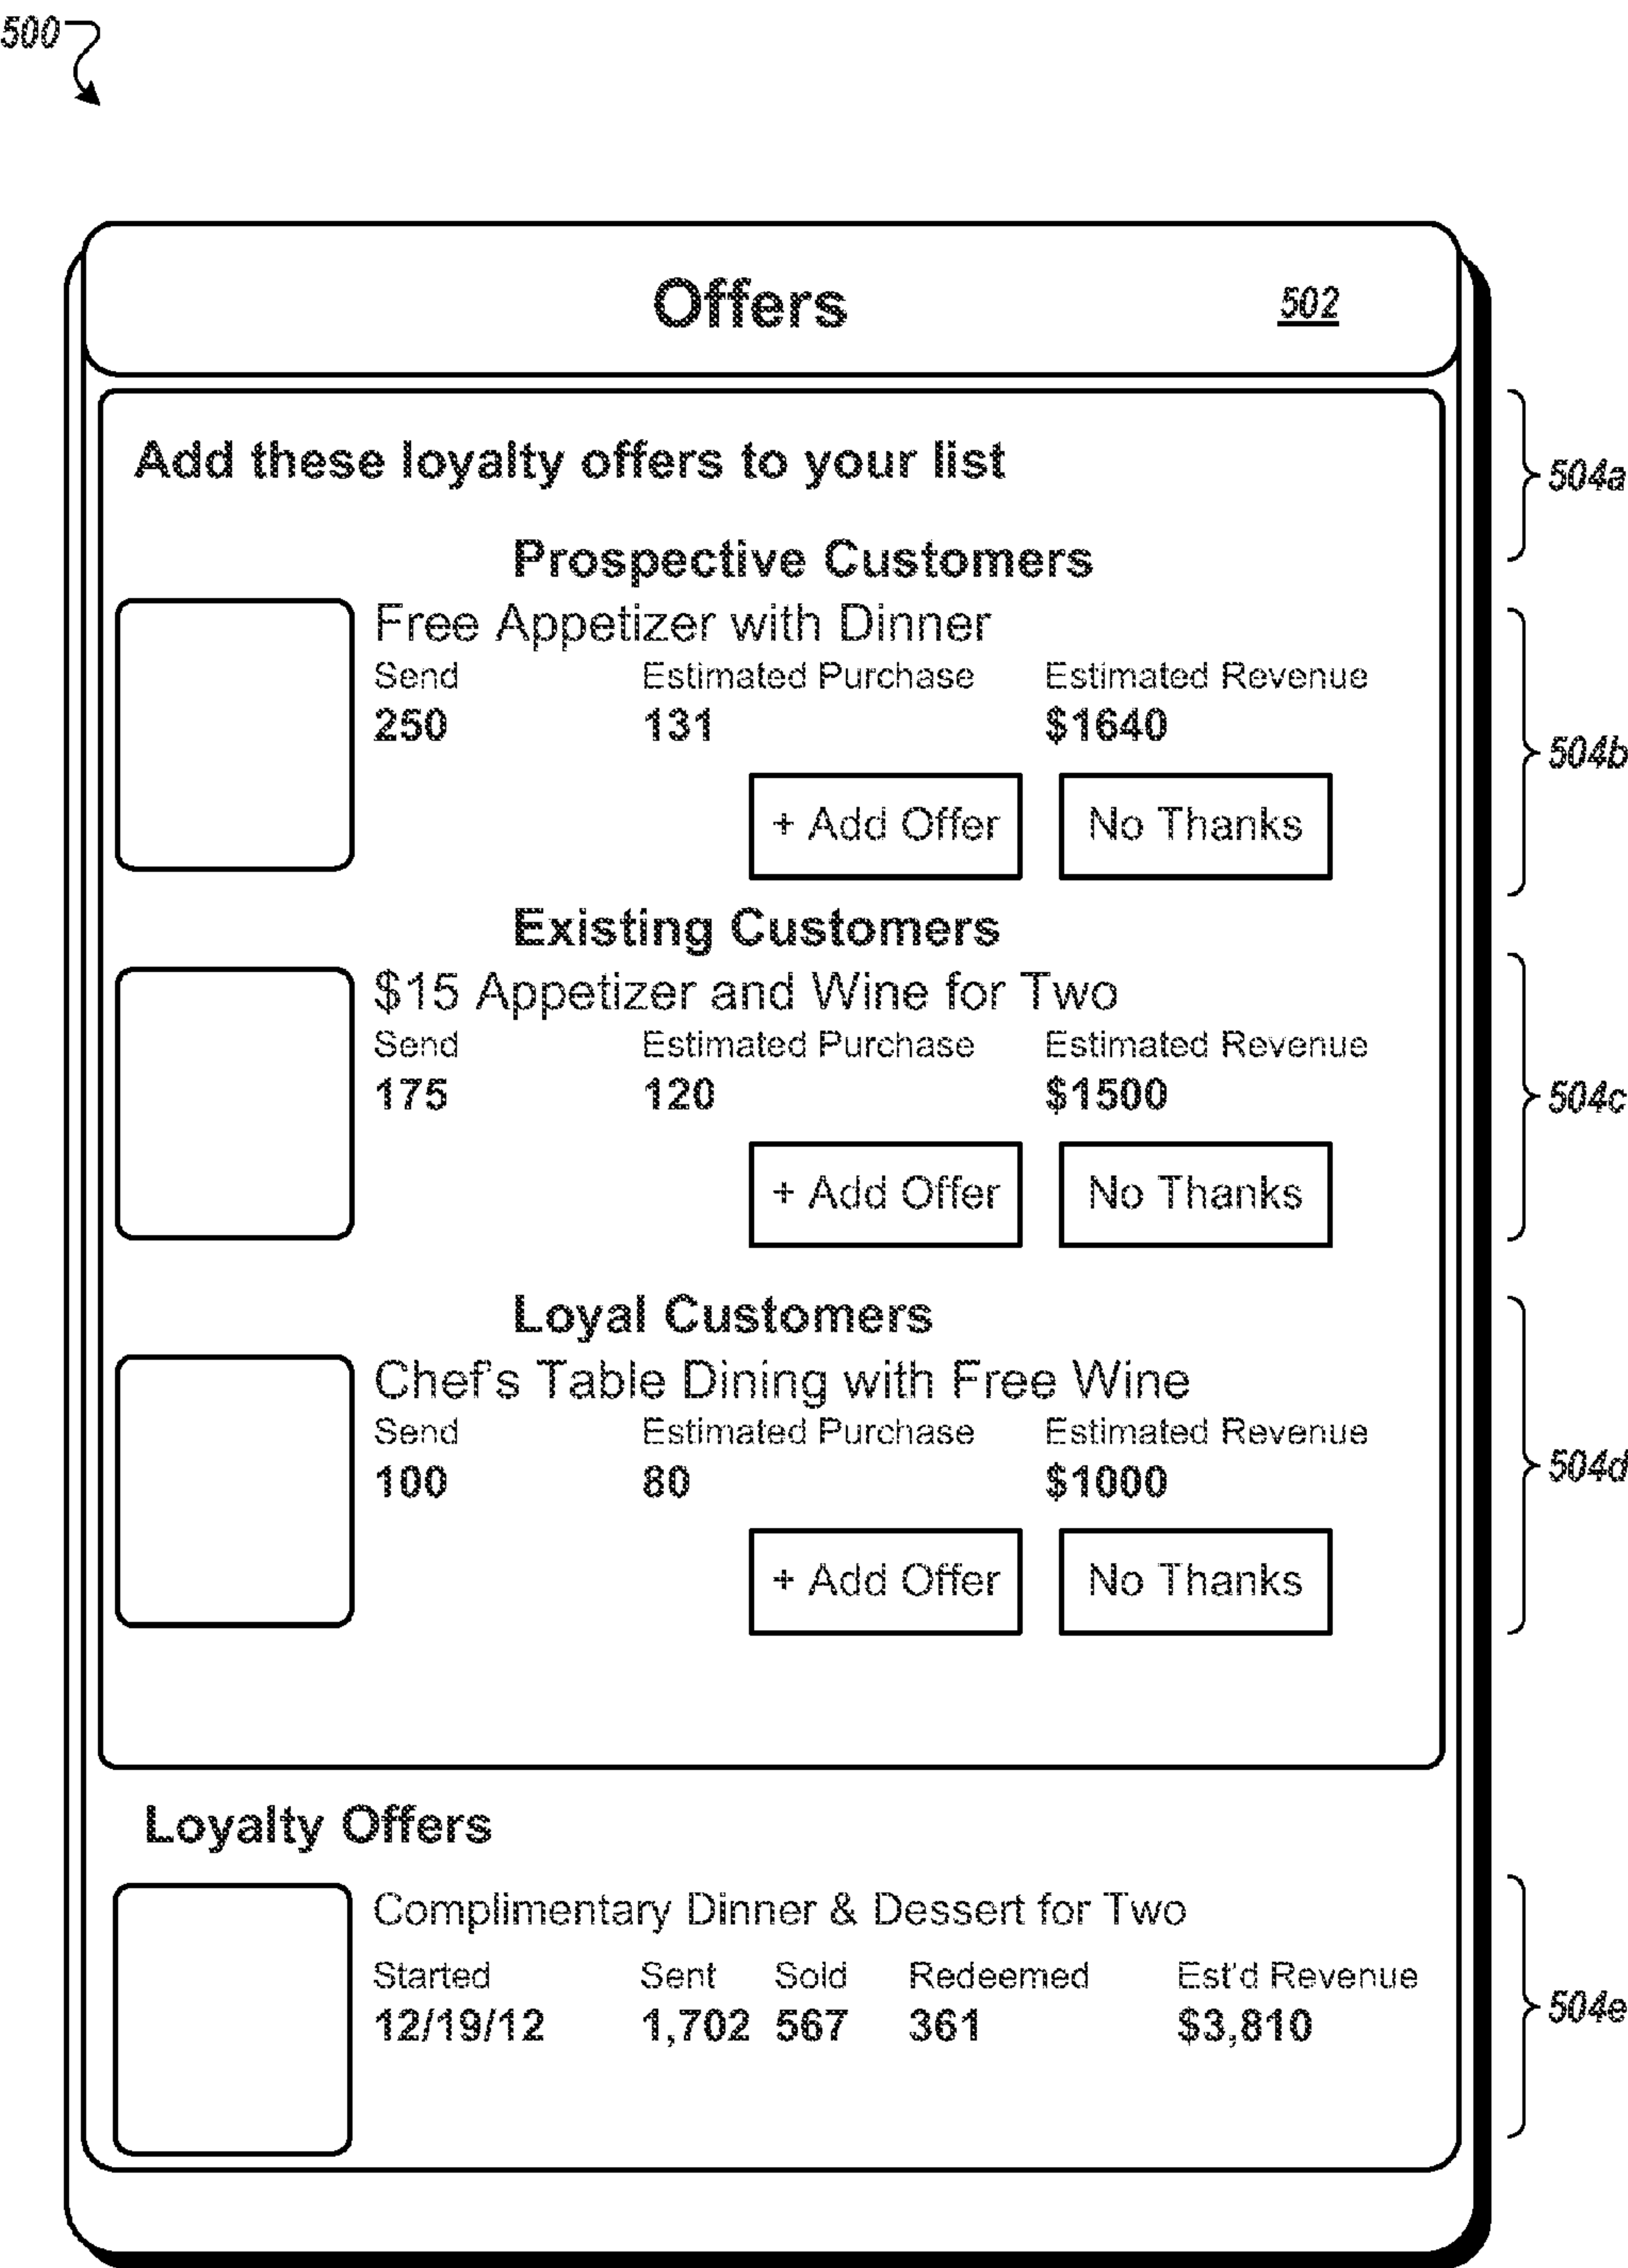 500
Offers 502
Add these loyalty offers to your list
504a
Prospective Customers
Free Appetizer with Dinner
Send Estimated Purchase Estimated Revenue
250 131 $1640
504b
+ Add Offer No Thanks
Existing Customers
$15 Appetizer and Wine for Two
Send Estimated Purchase Estimated Revenue
175 120 $1500
504c
+ Add Offer No Thanks
Loyal Customers
Chef's Table Dining with Free Wine
Send Estimated Purchase Estimated Revenue
100 80 $1000
504d
+ Add Offer No Thanks
Loyalty Offers
Complimentary Dinner & Dessert for Two
Started Sent Sold Redeemed Est'd Revenue
12/19/12 1,702 567 361 $3,810
504e